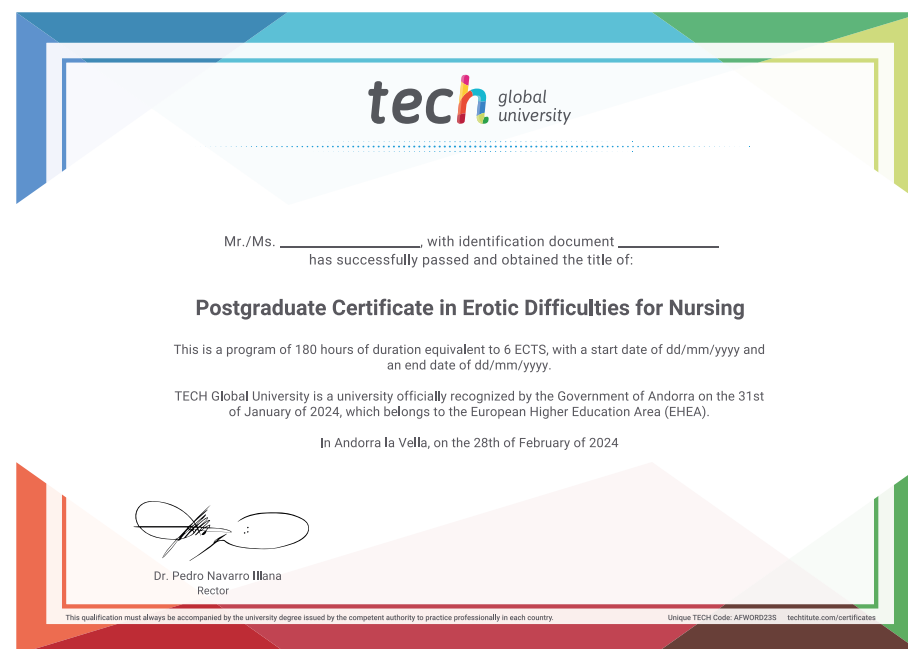 tech global university
Mr./Ms. ____________________, with identification document ______________
has successfully passed and obtained the title of:
Postgraduate Certificate in Erotic Difficulties for Nursing
This is a program of 180 hours of duration equivalent to 6 ECTS, with a start date of dd/mm/yyyy and
an end date of dd/mm/yyyy.
TECH Global University is a university officially recognized by the Government of Andorra on the 31st
of January of 2024, which belongs to the European Higher Education Area (EHEA).
In Andorra la Vella, on the 28th of February of 2024
Dr. Pedro Navarro Illana
Rector
This qualification must always be accompanied by the university degree issued by the competent authority to practice professionally in each country.
Unique TECH Code: AFWORD23S techtitute.com/certificates